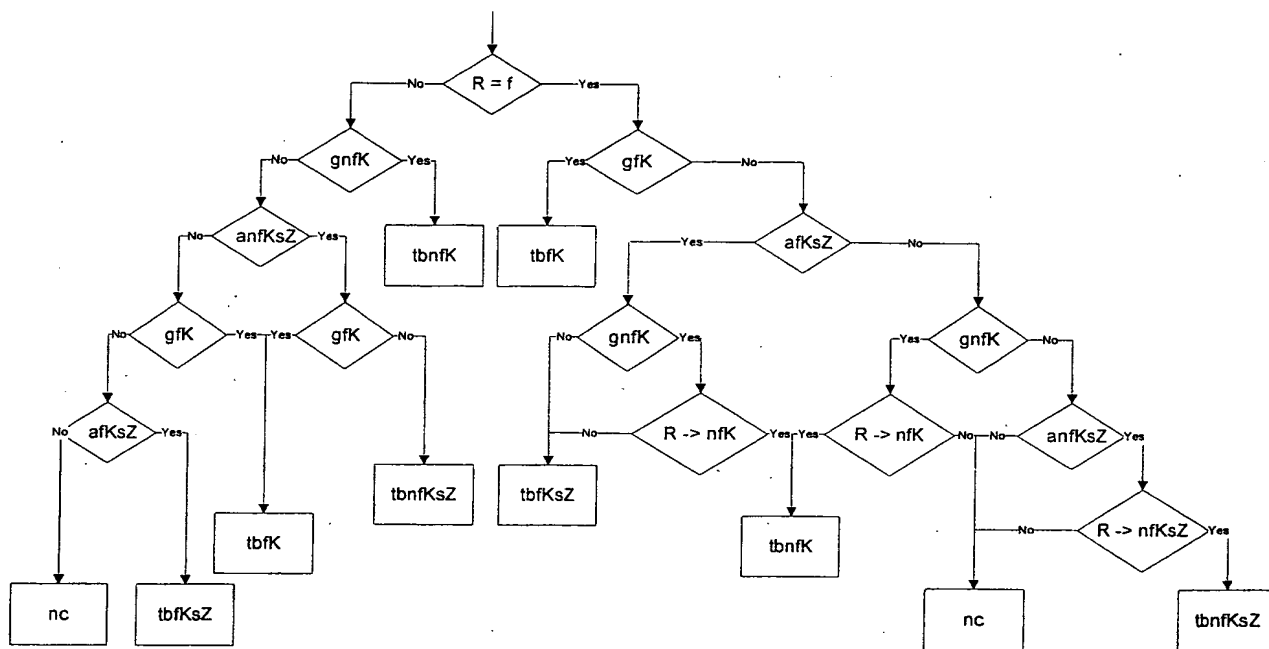 R = f
No
Yes
gnfK
No
Yes
gfK
Yes
No
anfKsZ
No
Yes
tbnfK
tbfK
afKsZ
Yes
No
gfK
No
Yes
gfK
Yes
No
gnfK
No
Yes
gnfK
Yes
No
afKsZ
No
Yes
R -> nfK
No
Yes
R -> nfK
Yes
No
anfKsZ
No
Yes
tbnfKsZ
tbfKsZ
tbfK
tbnfK
R -> nfKsZ
No
Yes
nc
tbfKsZ
nc
tbnfKsZ